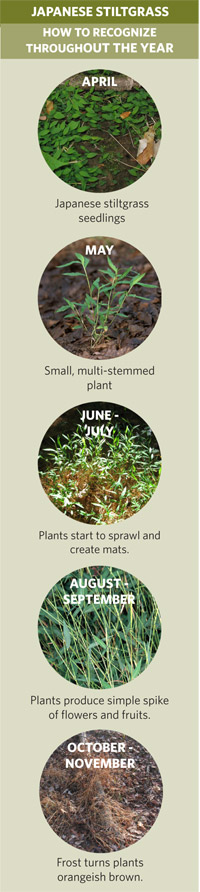 JAPANESE STILTGRASS
HOW TO RECOGNIZE
THROUGHOUT THE YEAR
APRIL
Japanese stiltgrass
seedlings
MAY
Small, multi-stemmed
plant
JUNE -
JULY
Plants start to sprawl and
create mats.
AUGUST -
SEPTEMBER
Plants produce simple spike
of flowers and fruits.
OCTOBER -
NOVEMBER
Frost turns plants
orangeish brown.